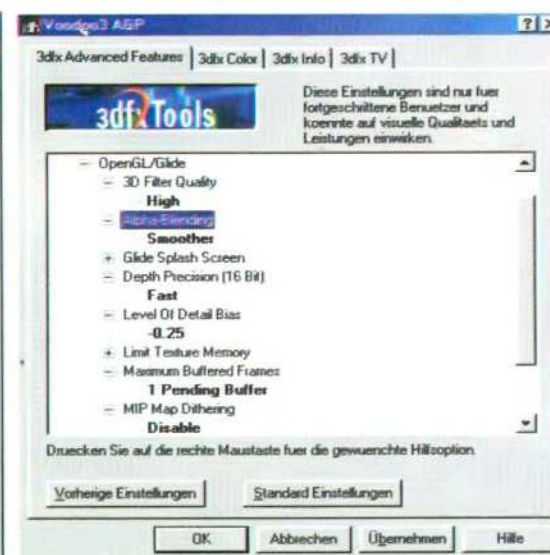 Voodoo3 AGP
3dfx Advanced Features 3dfx Color 3dfx Info 3dfx TV
3dfx Tools
Diese Einstellungen sind nur fuer
fortgeschrittene Benuetzer und
koennte auf visuelle Qualitaets und
Leistungen einwirken.
OpenGL/Glide
3D Filter Quality
High
Alpha-Blending
Smoother
Glide Splash Screen
Depth Precision (16 Bit)
Fast
Level Of Detail Bias
-0.25
Limit Texture Memory
Maximum Buffered Frames
1 Pending Buffer
MIP Map Dithering
Disable
Druecken Sie auf die rechte Maustaste fuer die gewuenchte Hilfsoption.
Vorherige Einstellungen Standard Einstellungen
OK Abbrechen Übernehmen Hilfe